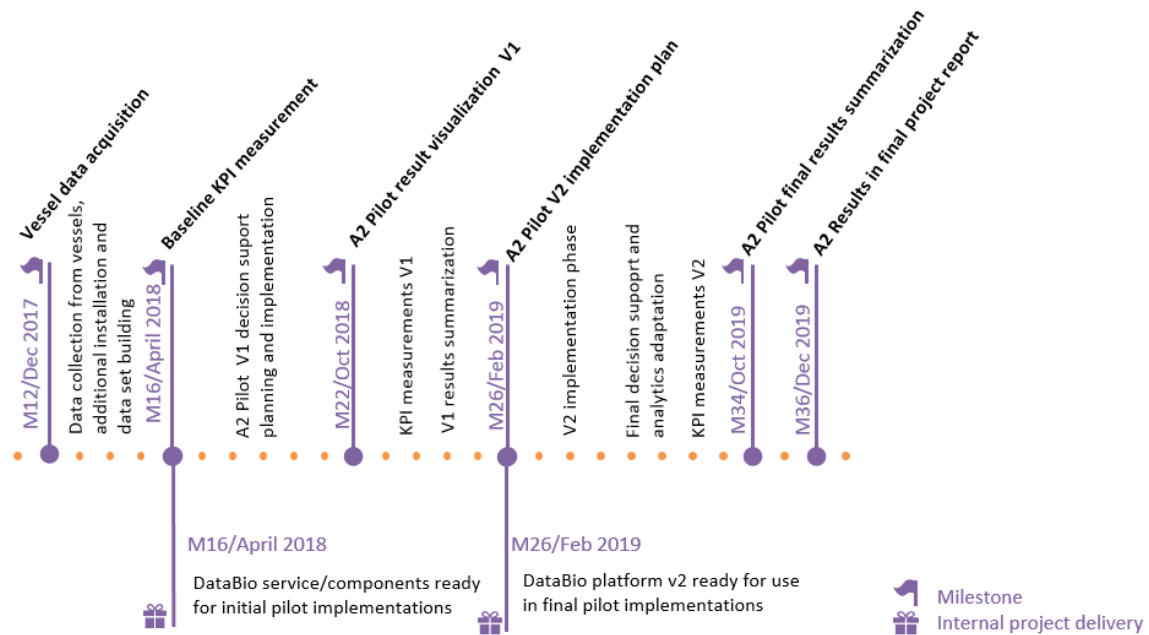 Vessel data acquisition
M12/Dec 2017
Data collection from vessels,
additional installation and
data set building
Baseline KPI measurement
M16/April 2018
A2 Pilot V1 decision suport
planning and implementation
A2 Pilot result visualization V1
M22/Oct 2018
KPI measurements V1
V1 results summarization
A2 Pilot V2 implementation plan
M26/Feb 2019
V2 implementation phase
Final decision supoprt and
analytics adaptation
KPI measurements V2
A2 Pilot final results summarization
M34/Oct 2019
A2 Results in final project report
M36/Dec 2019
M16/April 2018
DataBio service/components ready
for initial pilot implementations
M26/Feb 2019
DataBio platform v2 ready for use
in final pilot implementations
Milestone
Internal project delivery